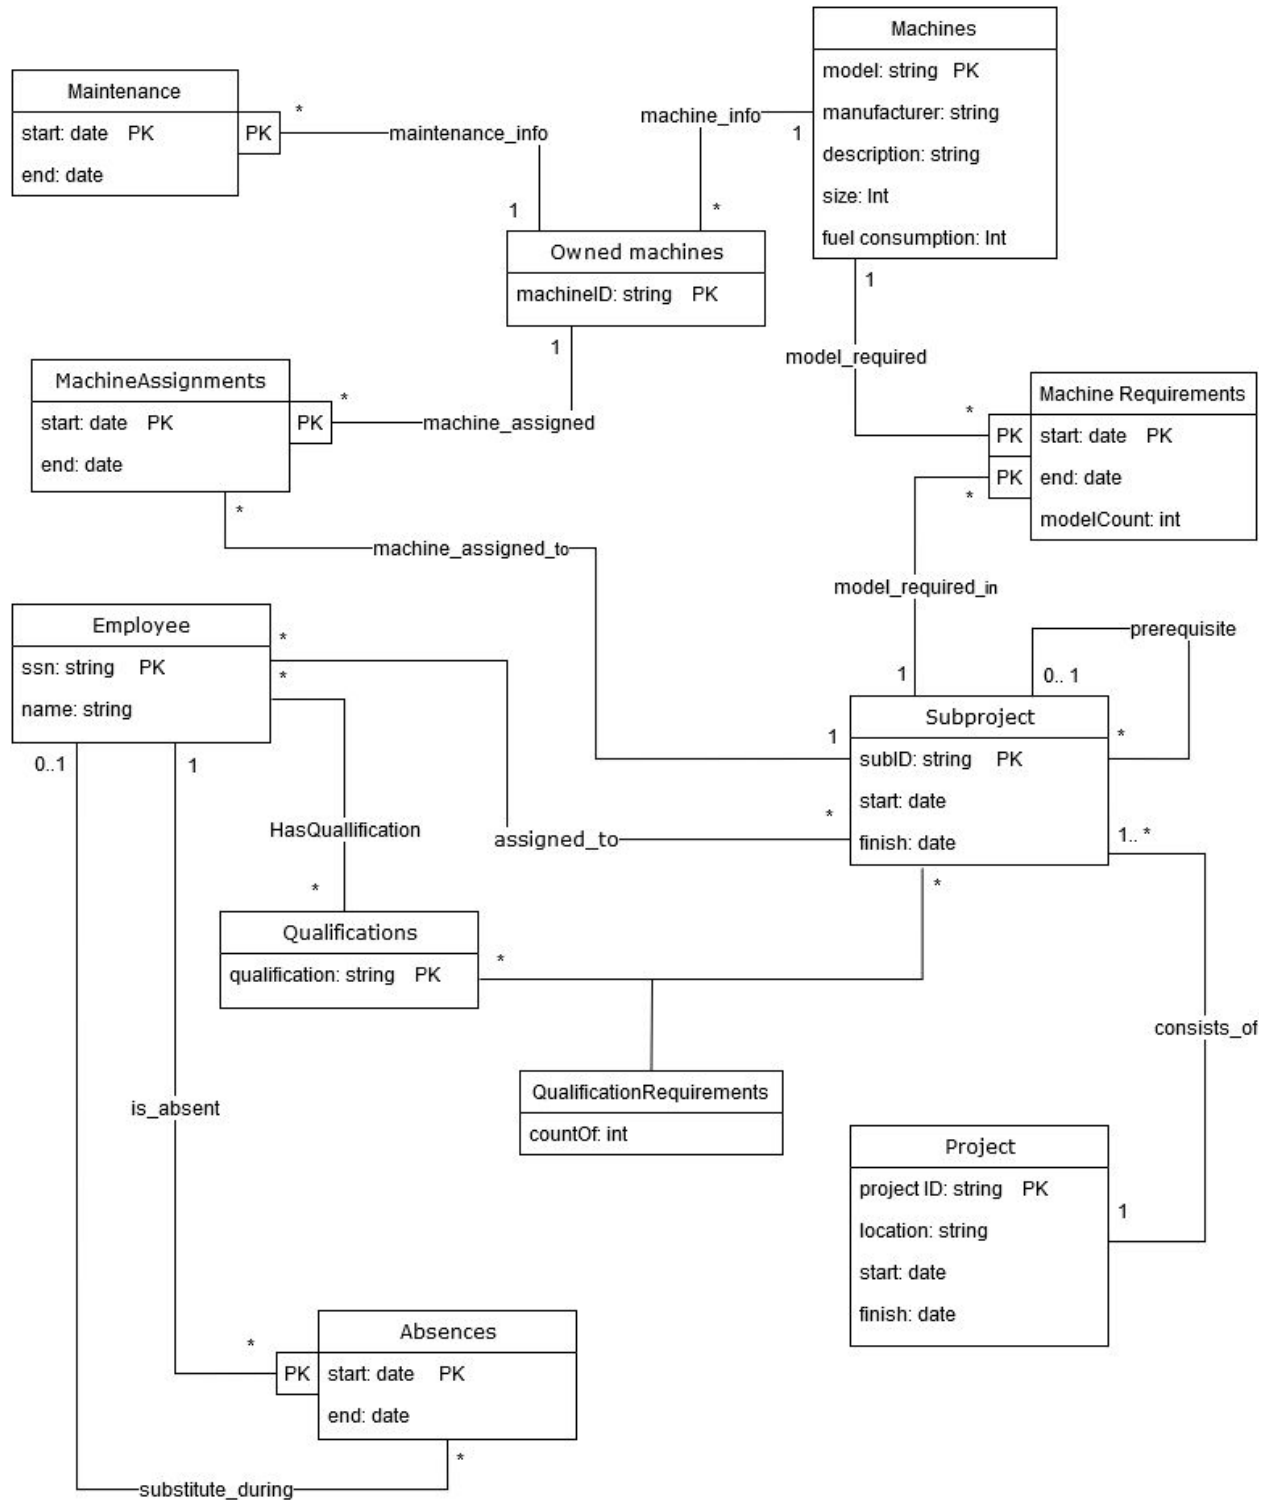 Machines
model: string PK
manufacturer: string
description: string
size: Int
fuel consumption: Int
Maintenance
start: date PK
end: date
PK
*
maintenance_info
1
machine_info
1
*
Owned machines
machineID: string PK
1
1
model_required
*
MachineAssignments
start: date PK
end: date
PK
*
machine_assigned
*
machine_assigned_to
1
Machine Requirements
PK
start: date PK
PK
end: date
modelCount: int
*
model_required_in
1
prerequisite
0.. 1
*
Employee
ssn: string PK
name: string
*
*
0..1
1
Subproject
subID: string PK
start: date
finish: date
HasQuallification
*
assigned_to
*
1.. *
*
Qualifications
qualification: string PK
*
QualificationRequirements
countOf: int
consists_of
is_absent
Project
project ID: string PK
location: string
start: date
finish: date
1
Absences
PK
start: date PK
end: date
*
*
substitute_during